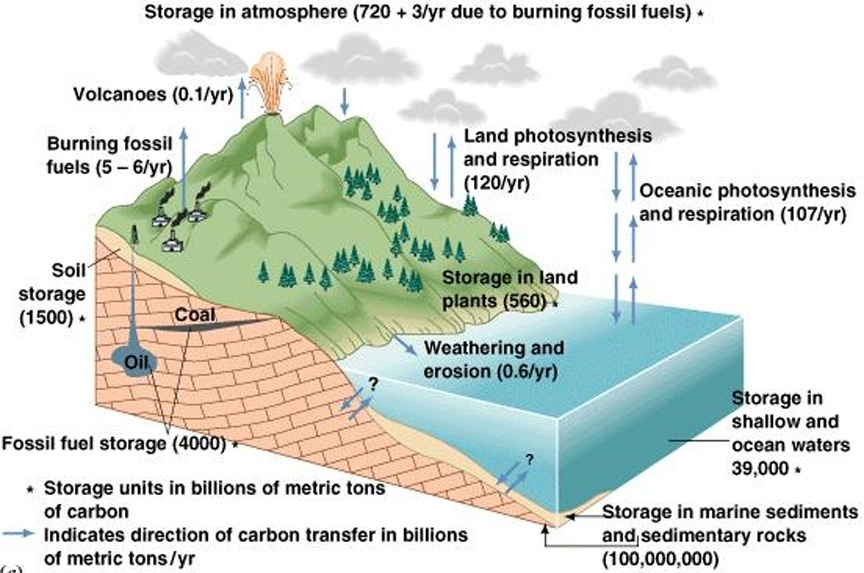 Storage in atmosphere (720 + 3/yr due to burning fossil fuels) *
Volcanoes (0.1/yr)
Burning fossil
fuels (5 – 6/yr)
Land photosynthesis
and respiration
(120/yr)
Oceanic photosynthesis
and respiration (107/yr)
Soil
storage
(1500) *
Coal
Oil
Storage in land
plants (560) *
Weathering and
erosion (0.6/yr)
?
?
Storage in
shallow and
ocean waters
39,000 *
Fossil fuel storage (4000) *
* Storage units in billions of metric tons
of carbon
Indicates direction of carbon transfer in billions
of metric tons/yr
Storage in marine sediments
and sedimentary rocks
(100,000,000)